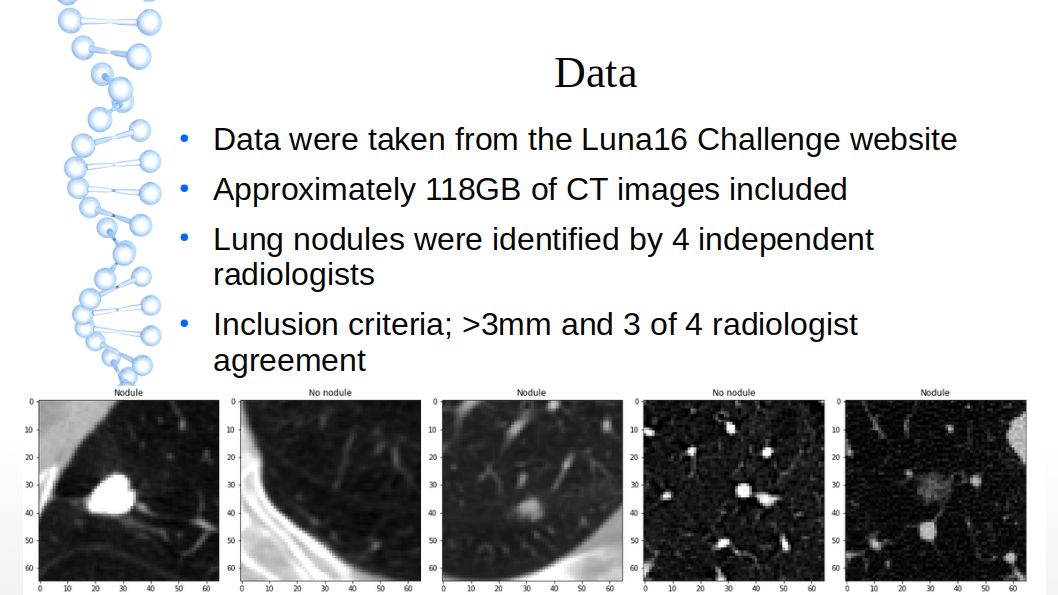 Data
• Data were taken from the Luna16 Challenge website
• Approximately 118GB of CT images included
• Lung nodules were identified by 4 independent
radiologists
• Inclusion criteria; >3mm and 3 of 4 radiologist
agreement
Nodule No nodule Nodule No nodule Nodule
0 0 0 0 0
10 10 10 10 10
20 20 20 20 20
30 30 30 30 30
40 40 40 40 40
50 50 50 50 50
60 60 60 60 60
0 10 20 30 40 50 60 0 10 20 30 40 50 60 0 10 20 30 40 50 60 0 10 20 30 40 50 60 0 10 20 30 40 50 60